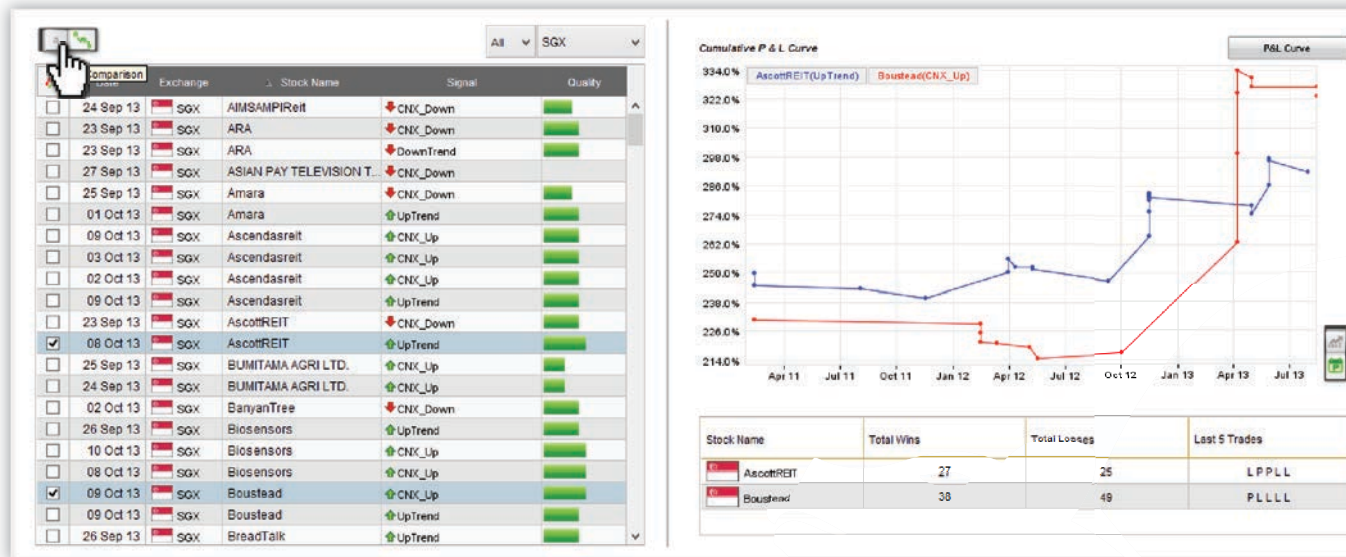 All SGX
Comparison
Date Exchange Stock Name Signal Quality
24 Sep 13 SGX AIMSAMPIReit CNX_Down
23 Sep 13 SGX ARA CNX_Down
23 Sep 13 SGX ARA DownTrend
27 Sep 13 SGX ASIAN PAY TELEVISION T... CNX_Down
25 Sep 13 SGX Amara CNX_Down
01 Oct 13 SGX Amara UpTrend
09 Oct 13 SGX Ascendasreit CNX_Up
03 Oct 13 SGX Ascendasreit CNX_Up
02 Oct 13 SGX Ascendasreit CNX_Up
09 Oct 13 SGX Ascendasreit UpTrend
23 Sep 13 SGX AscottREIT CNX_Down
08 Oct 13 SGX AscottREIT UpTrend
25 Sep 13 SGX BUMITAMA AGRI LTD. CNX_Up
24 Sep 13 SGX BUMITAMA AGRI LTD. CNX_Up
02 Oct 13 SGX BanyanTree CNX_Down
26 Sep 13 SGX Biosensors UpTrend
10 Oct 13 SGX Biosensors CNX_Up
08 Oct 13 SGX Biosensors CNX_Up
09 Oct 13 SGX Boustead CNX_Up
09 Oct 13 SGX Boustead UpTrend
26 Sep 13 SGX BreadTalk UpTrend
Cumulative P & L Curve P&L Curve
AscottREIT(UpTrend) Boustead(CNX_Up)
334.0%
322.0%
310.0%
298.0%
286.0%
274.0%
262.0%
250.0%
238.0%
226.0%
214.0%
Apr 11 Jul 11 Oct 11 Jan 12 Apr 12 Jul 12 Oct 12 Jan 13 Apr 13 Jul 13
Stock Name Total Wins Total Losses Last 5 Trades
AscottREIT 27 25 L P P L L
Boustead 38 49 P L L L L